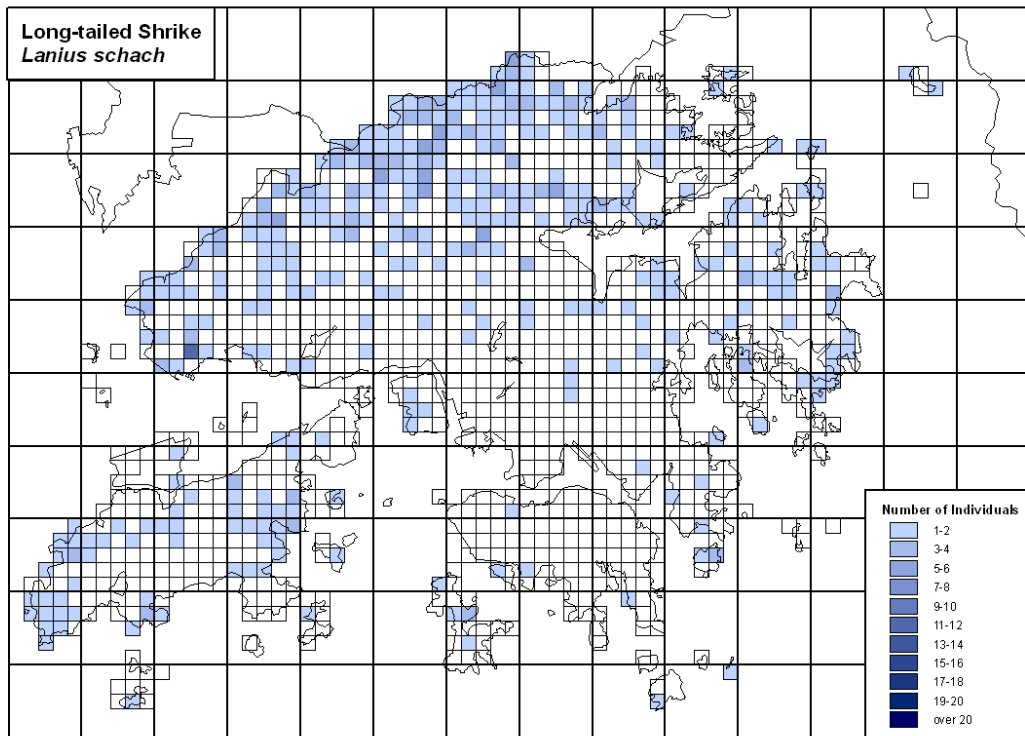 Long-tailed Shrike
Lanius schach
Number of Individuals
1-2
3-4
5-6
7-8
9-10
11-12
13-14
15-16
17-18
19-20
over 20